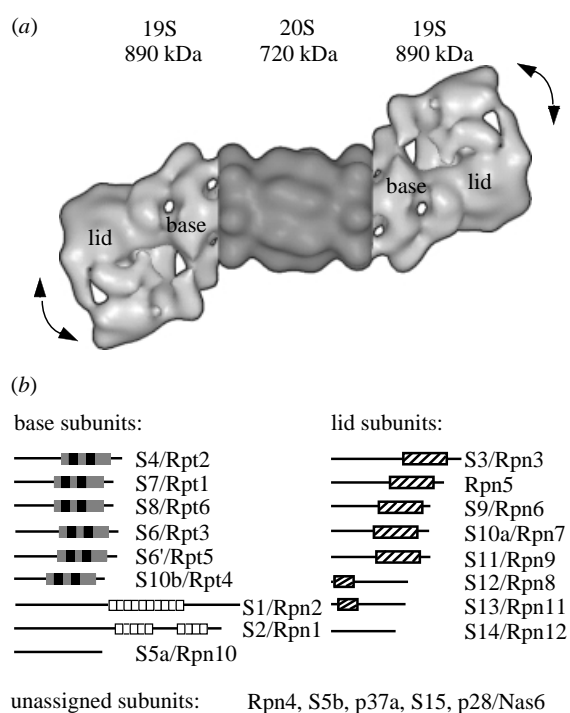 (a)
19S 20S 19S
890 kDa 720 kDa 890 kDa
base
lid
base
lid
(b)
base subunits:
S4/Rpt2
S7/Rpt1
S8/Rpt6
S6/Rpt3
S6'/Rpt5
S10b/Rpt4
S1/Rpn2
S2/Rpn1
S5a/Rpn10
lid subunits:
S3/Rpn3
Rpn5
S9/Rpn6
S10a/Rpn7
S11/Rpn9
S12/Rpn8
S13/Rpn11
S14/Rpn12
unassigned subunits: Rpn4, S5b, p37a, S15, p28/Nas6